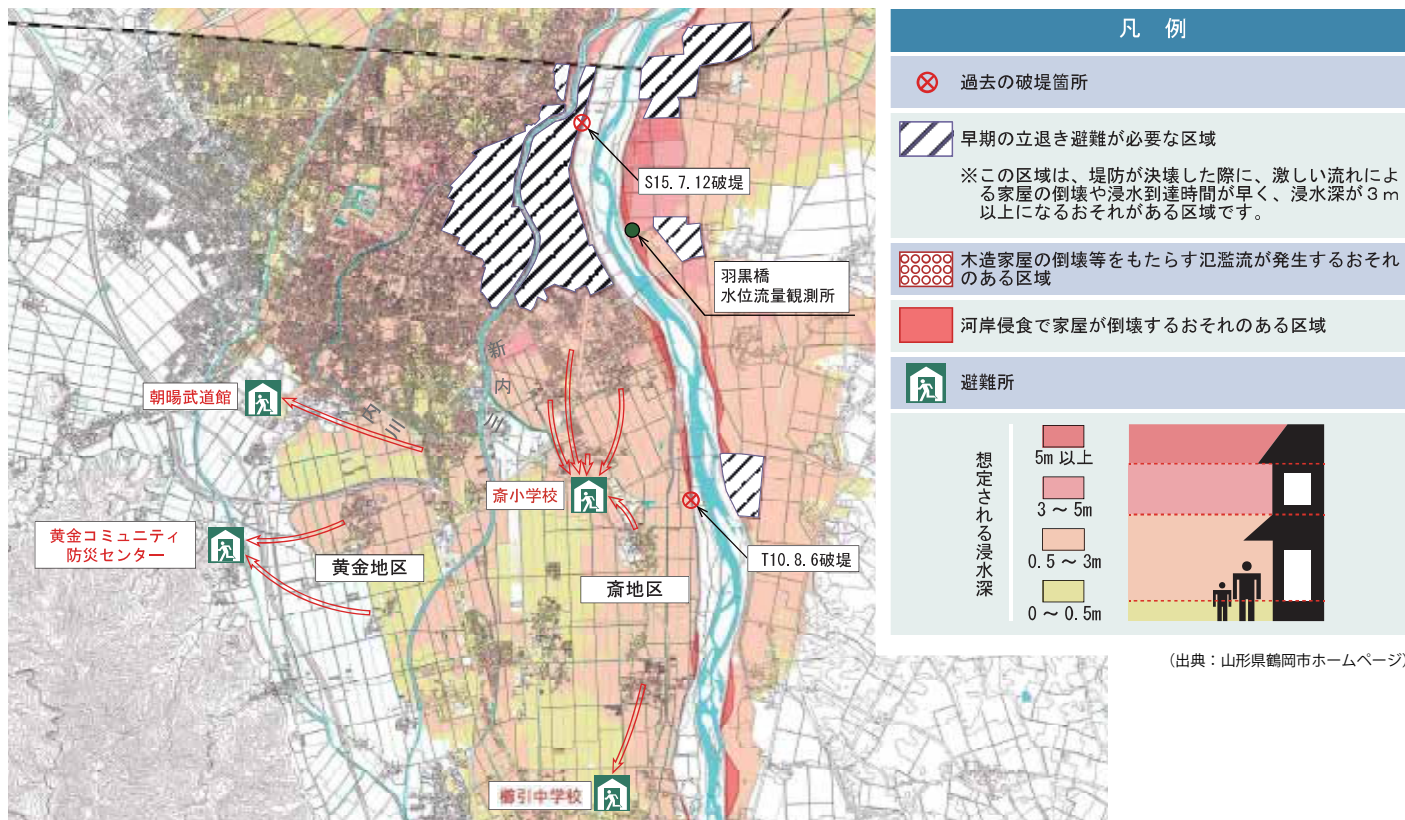 S15.7.12破堤
羽黒橋
水位流量観測所
新
内
川
内
川
朝暘武道館
斎小学校
黄金コミュニティ
防災センター
黄金地区
斎地区
T10.8.6破堤
櫛引中学校
凡 例
過去の破堤箇所
早期の立退き避難が必要な区域
※この区域は、堤防が決壊した際に、激しい流れによ
る家屋の倒壊や浸水到達時間が早く、浸水深が3m
以上になるおそれがある区域です。
木造家屋の倒壊等をもたらす氾濫流が発生するおそれ
のある区域
河岸侵食で家屋が倒壊するおそれのある区域
避難所
想定される浸水深
5m 以上
3 ～ 5m
0.5 ～ 3m
0 ～ 0.5m
(出典：山形県鶴岡市ホームページ)